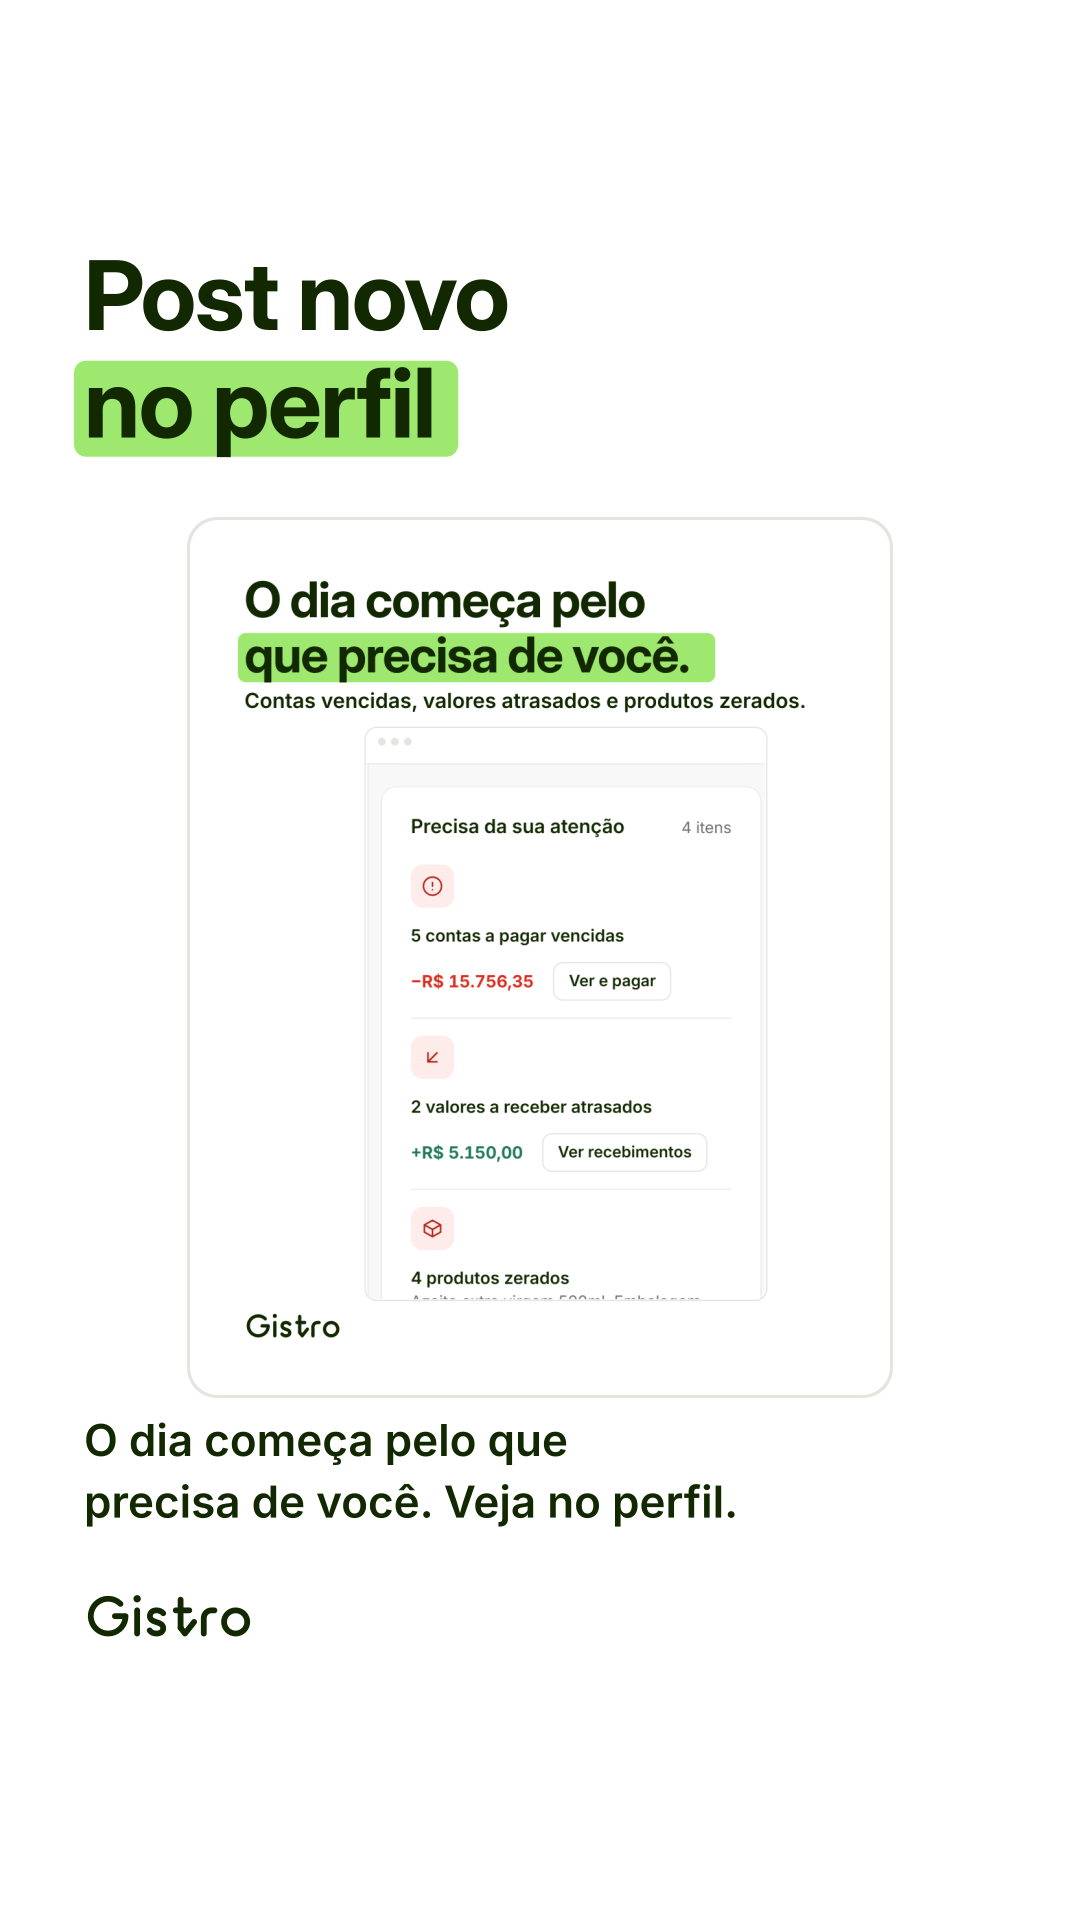 Post novo
no perfil
O dia começa pelo
que precisa de você.
Contas vencidas, valores atrasados e produtos zerados.
Precisa da sua atenção
4 itens
5 contas a pagar vencidas
−R$ 15.756,35
Ver e pagar
2 valores a receber atrasados
+R$ 5.150,00
Ver recebimentos
4 produtos zerados
Gistro
O dia começa pelo que
precisa de você. Veja no perfil.
Gistro